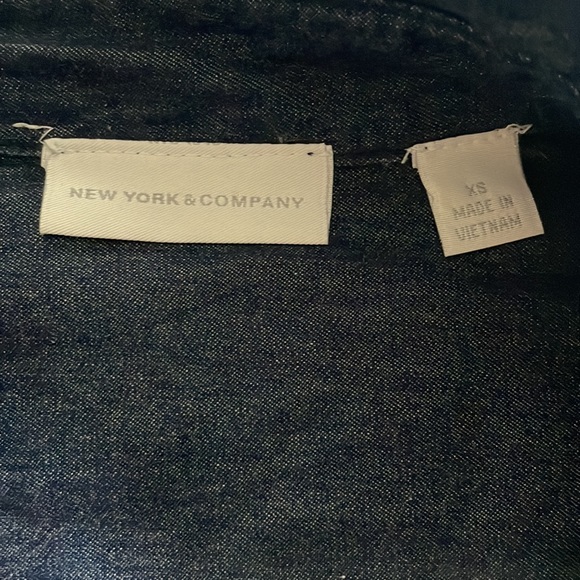 NEW YORK & COMPANY
XS
MADE IN
VIETNAM